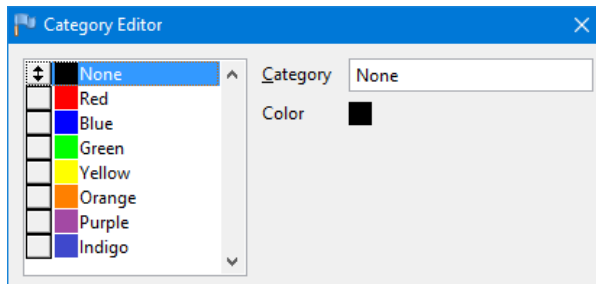 Category Editor
None
Red
Blue
Green
Yellow
Orange
Purple
Indigo
Category None
Color